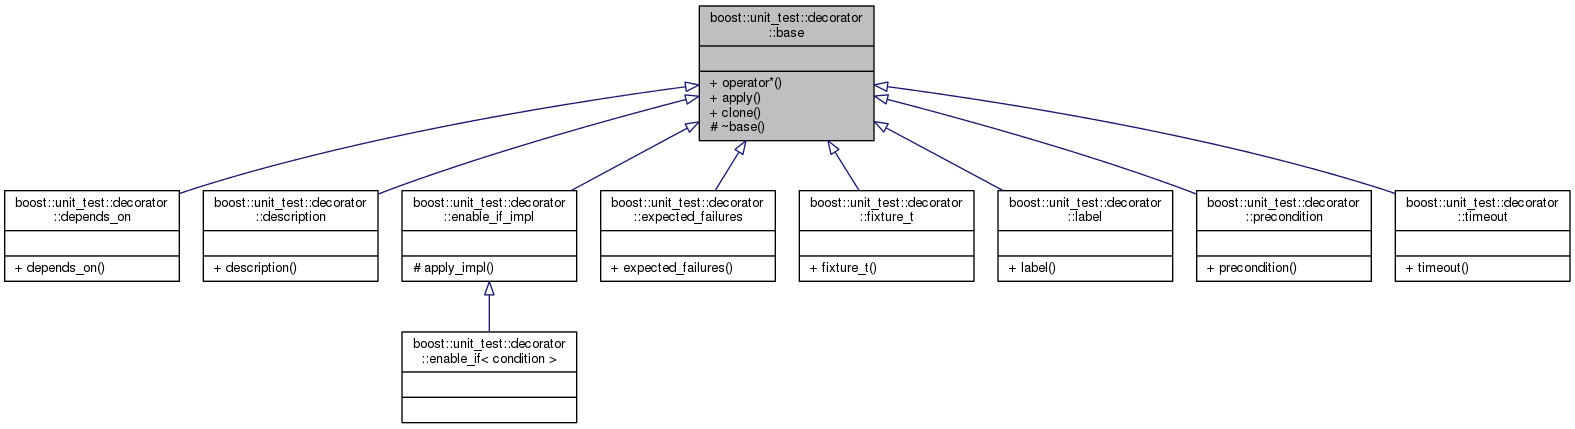 boost::unit_test::decorator
::base
+ operator*()
+ apply()
+ clone()
# ~base()
boost::unit_test::decorator
::depends_on
+ depends_on()
boost::unit_test::decorator
::description
+ description()
boost::unit_test::decorator
::enable_if_impl
# apply_impl()
boost::unit_test::decorator
::expected_failures
+ expected_failures()
boost::unit_test::decorator
::fixture_t
+ fixture_t()
boost::unit_test::decorator
::label
+ label()
boost::unit_test::decorator
::precondition
+ precondition()
boost::unit_test::decorator
::timeout
+ timeout()
boost::unit_test::decorator
::enable_if< condition >